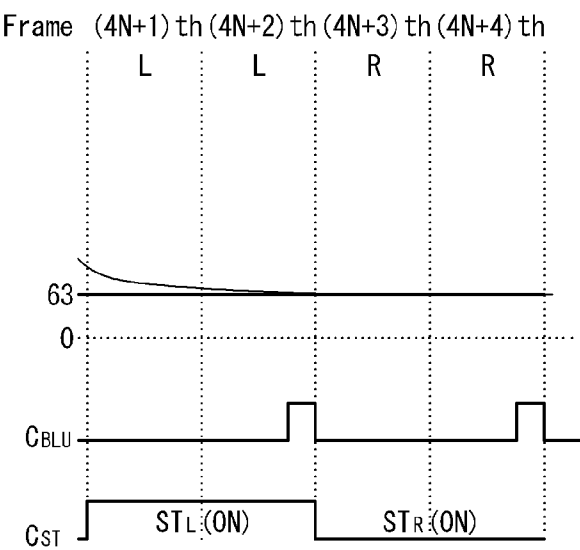 Frame (4N+1)th (4N+2)th (4N+3)th (4N+4)th
L L R R
63
0
CBLU
CST STL(ON) STR(ON)